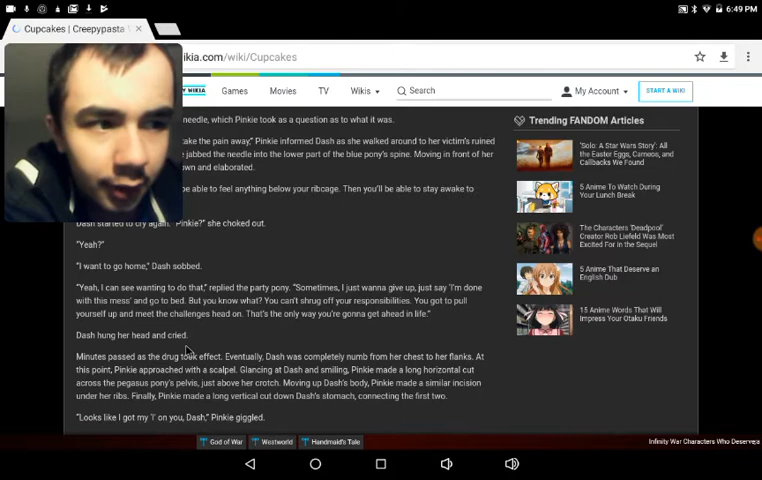 6:49 PM
Cupcakes | Creepypasta
ikia.com/wiki/Cupcakes
WIKIA Games Movies TV Wikis Search My Account START A WIKI
needle, which Pinkie took as a question as to what it was.
take the pain away," Pinkie informed Dash as she walked around to her victim's ruined
jabbed the needle into the lower part of the blue pony's spine. Moving in front of her
own and elaborated.
be able to feel anything below your ribcage. Then you'll be able to stay awake to
Dash started to cry again. "Pinkie?" she choked out.
"Yeah?"
"I want to go home," Dash sobbed.
"Yeah, I can see wanting to do that," replied the party pony. "Sometimes, I just wanna give up, just say 'I'm done
with this mess' and go to bed. But you know what? You can't shrug off your responsibilities. You got to pull
yourself up and meet the challenges head on. That's the only way you're gonna get ahead in life."
Dash hung her head and cried.
Minutes passed as the drug took effect. Eventually, Dash was completely numb from her chest to her flanks. At
this point, Pinkie approached with a scalpel. Glancing at Dash and smiling, Pinkie made a long horizontal cut
across the pegasus pony's pelvis, just above her crotch. Moving up Dash's body, Pinkie made a similar incision
under her ribs. Finally, Pinkie made a long vertical cut down Dash's stomach, connecting the first two.
"Looks like I got my 'I' on you, Dash," Pinkie giggled.
Trending FANDOM Articles
'Solo: A Star Wars Story': All
the Easter Eggs, Cameos, and
Callbacks We Found
5 Anime To Watch During
Your Lunch Break
The Characters 'Deadpool'
Creator Rob Liefeld Was Most
Excited For in the Sequel
5 Anime That Deserve an
English Dub
15 Anime Words That Will
Impress Your Otaku Friends
God of War Westworld Handmaid's Tale Infinity War Characters Who Deserve